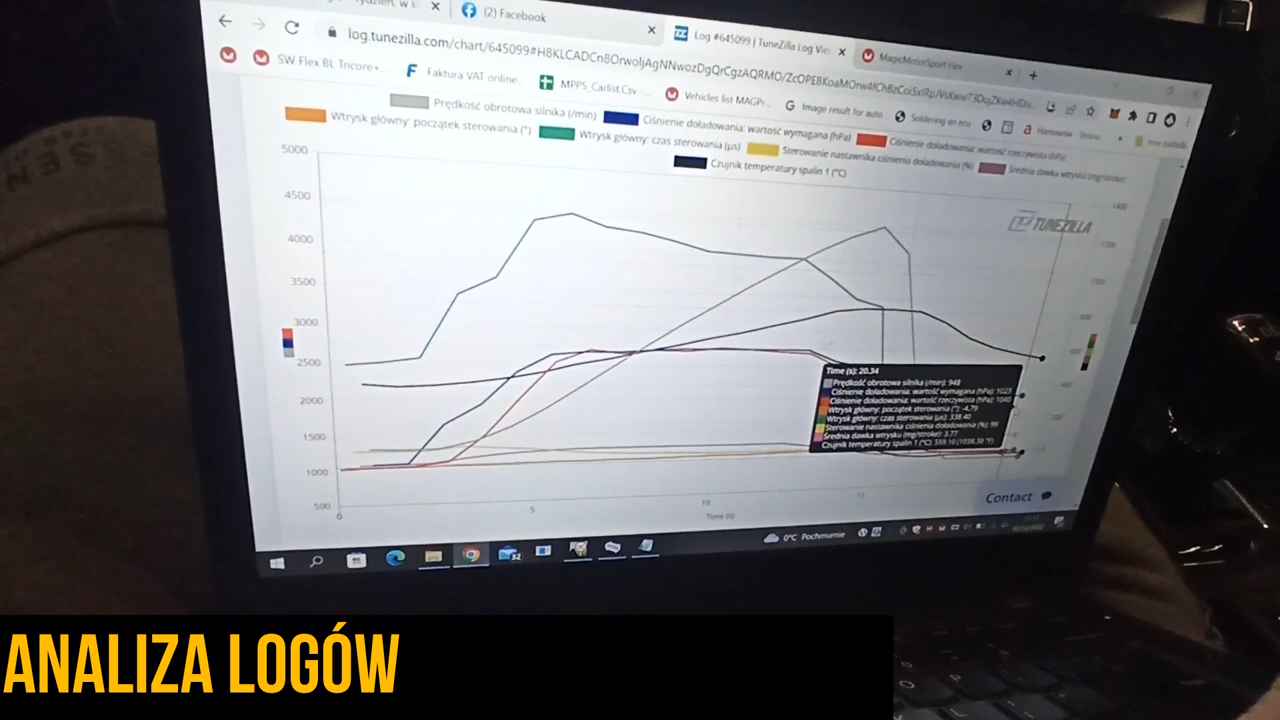 (2) Facebook
Log #645099 | TuneZilla Log Vie
MagicMotorSport Flex
log.tunezilla.com/chart/645099#H8KLCADCn8OrwoljAgNNwozDgQrCgzAQRMO/
SW Flex BL Tricore+
Faktura VAT online...
MPPS_Carlist.Csv
Vehicles list MAGPr...
Image result for auto
Soldering an ecu
Prędkość obrotowa silnika (/min)
Ciśnienie doładowania: wartość wymagana (hPa)
Ciśnienie doładowania: wartość rzeczywista (hPa)
Wtrysk główny: początek sterowania (°)
Wtrysk główny: czas sterowania (µs)
Sterowanie nastawnika ciśnienia doładowania (%)
Średnia dawka wtrysku (mg/stroke)
Czujnik temperatury spalin 1 (°C)
5000
4500
4000
3500
3000
2500
2000
1500
1000
500
0
5
10
Time (s)
1400
1200
TUNEZILLA
Time (s): 20.34
Prędkość obrotowa silnika (/min): 948
Ciśnienie doładowania: wartość wymagana (hPa): 1023
Ciśnienie doładowania: wartość rzeczywista (hPa): 1040
Wtrysk główny: początek sterowania (°): -4.79
Wtrysk główny: czas sterowania (µs): 338.40
Sterowanie nastawnika ciśnienia doładowania (%): 99
Średnia dawka wtrysku (mg/stroke): 3.77
Czujnik temperatury spalin 1 (°C): 559.10 (1038.38 °F)
Contact
0°C Pochmurnie
ANALIZA LOGÓW